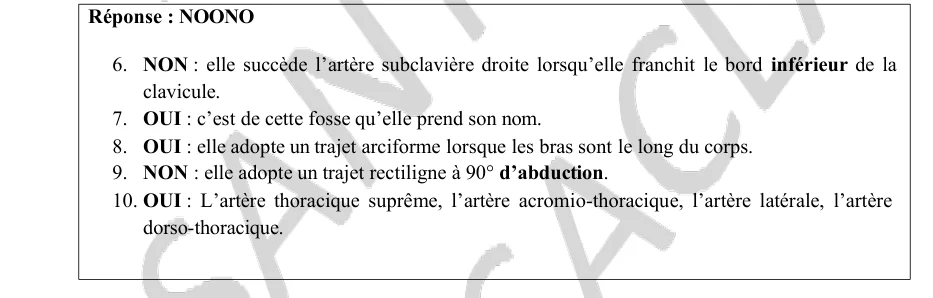 Réponse : NOONO
6. NON : elle succède l’artère subclavière droite lorsqu’elle franchit le bord inférieur de la
clavicule.
7. OUI : c’est de cette fosse qu’elle prend son nom.
8. OUI : elle adopte un trajet arciforme lorsque les bras sont le long du corps.
9. NON : elle adopte un trajet rectiligne à 90° d’abduction.
10. OUI : L’artère thoracique suprême, l’artère acromio-thoracique, l’artère latérale, l’artère
dorso-thoracique.